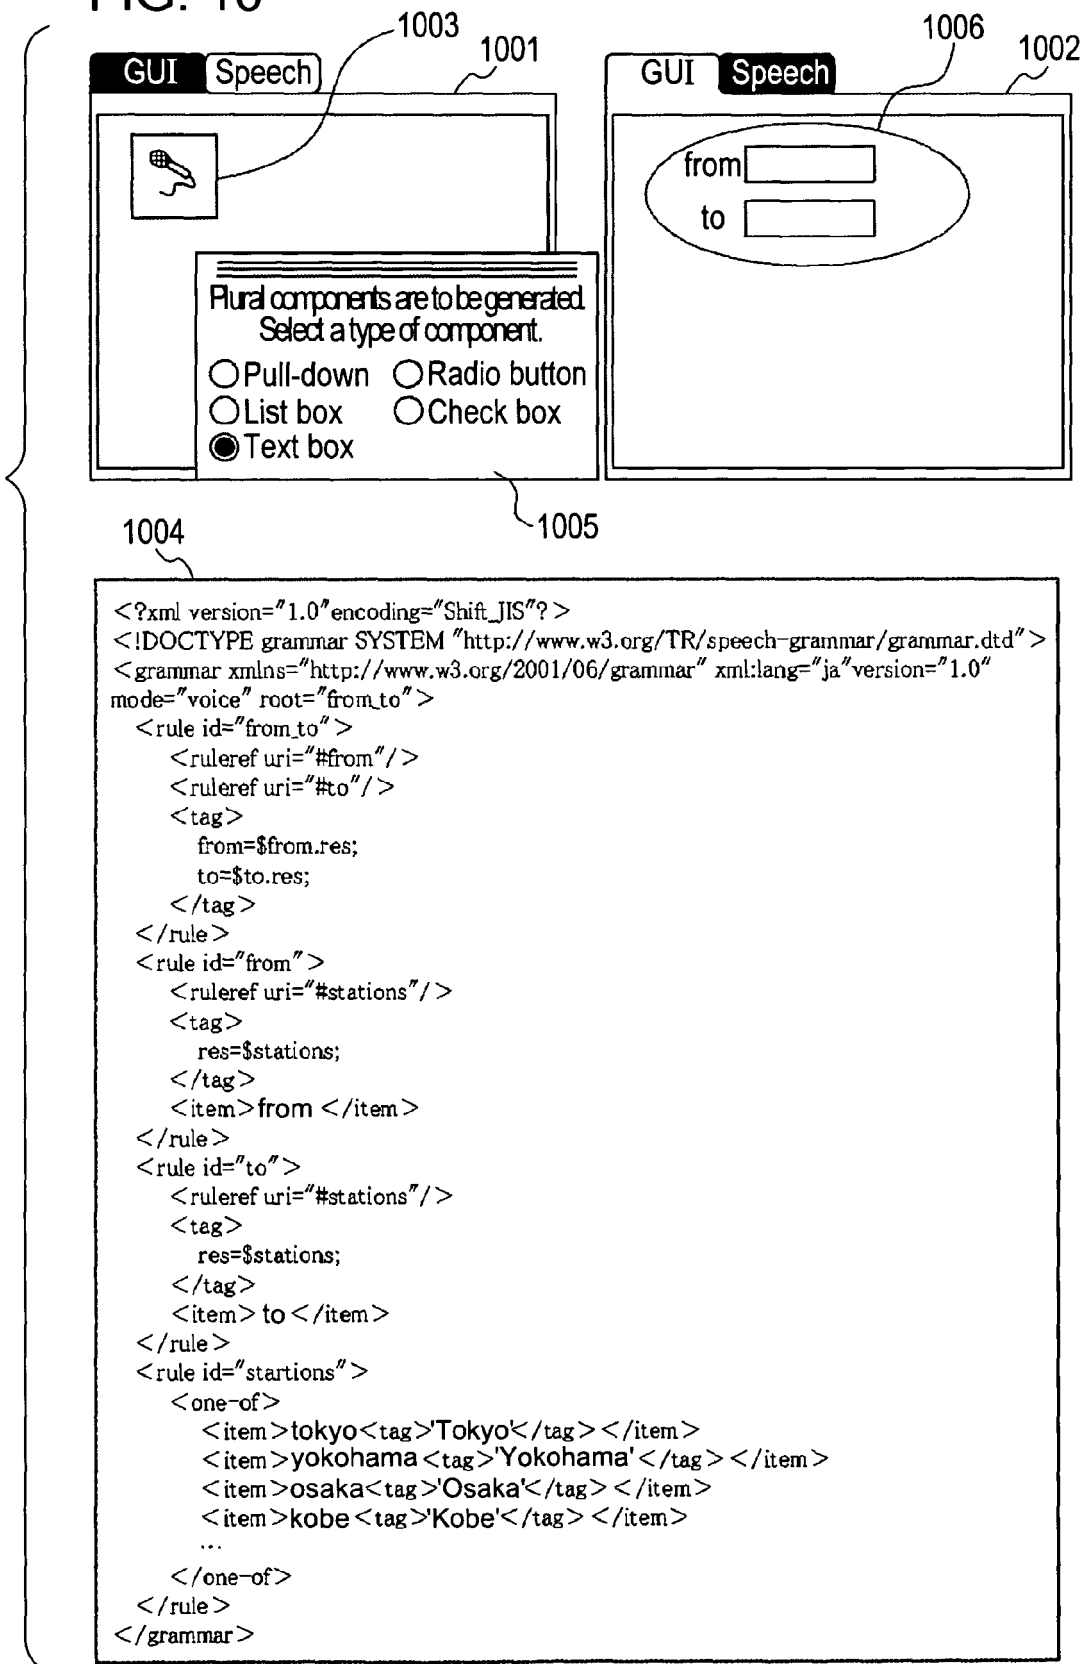 FIG. 10
1003
1001
1006
1002
GUI Speech
GUI Speech
from
to
Plural components are to be generated.
Select a type of component.
Pull-down Radio button
List box Check box
Text box
1005
1004
<?xml version="1.0"encoding="Shift_JIS"?>
<!DOCTYPE grammar SYSTEM "http://www.w3.org/TR/speech-grammar/grammar.dtd">
<grammar xmlns="http://www.w3.org/2001/06/grammar" xml:lang="ja"version="1.0"
mode="voice" root="from_to">
<rule id="from_to">
<ruleref uri="#from"/>
<ruleref uri="#to"/>
<tag>
from=$from.res;
to=$to.res;
</tag>
</rule>
<rule id="from">
<ruleref uri="#stations"/>
<tag>
res=$stations;
</tag>
<item>from </item>
</rule>
<rule id="to">
<ruleref uri="#stations"/>
<tag>
res=$stations;
</tag>
<item> to </item>
</rule>
<rule id="startions">
<one-of>
<item>tokyo<tag>'Tokyo'</tag></item>
<item>yokohama<tag>'Yokohama'</tag></item>
<item>osaka<tag>'Osaka'</tag></item>
<item>kobe<tag>'Kobe'</tag></item>
...
</one-of>
</rule>
</grammar>